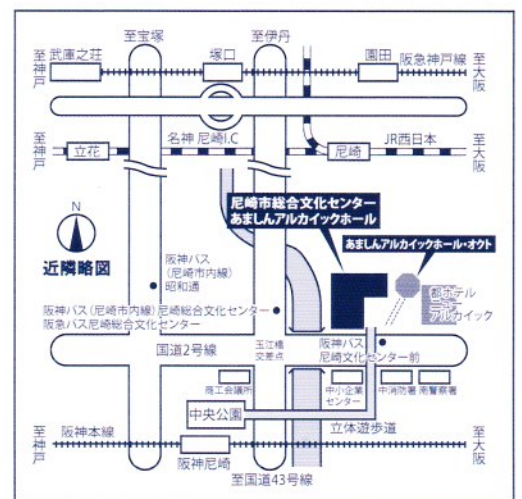 至宝塚
至伊丹
至神戸
武庫之荘
塚口
園田
阪急神戸線
至大阪
至神戸
立花
名神 尼崎I.C
尼崎
JR西日本
至大阪
尼崎市総合文化センター
あましんアルカイックホール
あましんアルカイックホール・オクト
N
近隣略図
阪神バス
(尼崎市内線)
昭和通
都ホテル
ニュー
アルカイック
阪神バス(尼崎市内線)尼崎総合文化センター
阪急バス尼崎総合文化センター
国道2号線
玉江橋
交差点
阪神バス
尼崎文化センター前
商工会議所
中小企業
センター
中消防署
南警察署
中央公園
立体遊歩道
至神戸
阪神本線
阪神尼崎
至大阪
至国道43号線